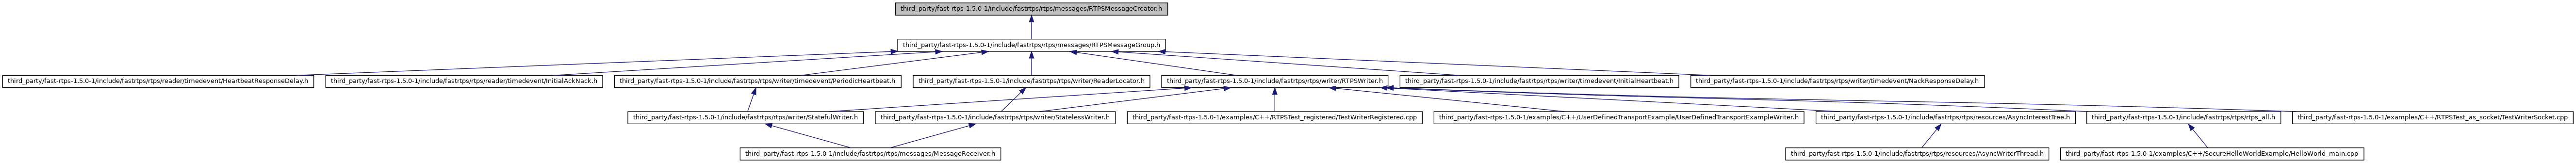 third_party/fast-rtps-1.5.0-1/include/fastrtps/rtps/messages/RTPSMessageCreator.h
third_party/fast-rtps-1.5.0-1/include/fastrtps/rtps/messages/RTPSMessageGroup.h
third_party/fast-rtps-1.5.0-1/include/fastrtps/rtps/reader/timedevent/HeartbeatResponseDelay.h
third_party/fast-rtps-1.5.0-1/include/fastrtps/rtps/reader/timedevent/InitialAckNack.h
third_party/fast-rtps-1.5.0-1/include/fastrtps/rtps/writer/timedevent/PeriodicHeartbeat.h
third_party/fast-rtps-1.5.0-1/include/fastrtps/rtps/writer/ReaderLocator.h
third_party/fast-rtps-1.5.0-1/include/fastrtps/rtps/writer/RTPSWriter.h
third_party/fast-rtps-1.5.0-1/include/fastrtps/rtps/writer/timedevent/InitialHeartbeat.h
third_party/fast-rtps-1.5.0-1/include/fastrtps/rtps/writer/timedevent/NackResponseDelay.h
third_party/fast-rtps-1.5.0-1/include/fastrtps/rtps/writer/StatefulWriter.h
third_party/fast-rtps-1.5.0-1/include/fastrtps/rtps/writer/StatelessWriter.h
third_party/fast-rtps-1.5.0-1/examples/C++/RTPSTest_registered/TestWriterRegistered.cpp
third_party/fast-rtps-1.5.0-1/examples/C++/UserDefinedTransportExample/UserDefinedTransportExampleWriter.h
third_party/fast-rtps-1.5.0-1/include/fastrtps/rtps/resources/AsyncInterestTree.h
third_party/fast-rtps-1.5.0-1/include/fastrtps/rtps/rtps_all.h
third_party/fast-rtps-1.5.0-1/examples/C++/RTPSTest_as_socket/TestWriterSocket.cpp
third_party/fast-rtps-1.5.0-1/include/fastrtps/rtps/messages/MessageReceiver.h
third_party/fast-rtps-1.5.0-1/include/fastrtps/rtps/resources/AsyncWriterThread.h
third_party/fast-rtps-1.5.0-1/examples/C++/SecureHelloWorldExample/HelloWorld_main.cpp